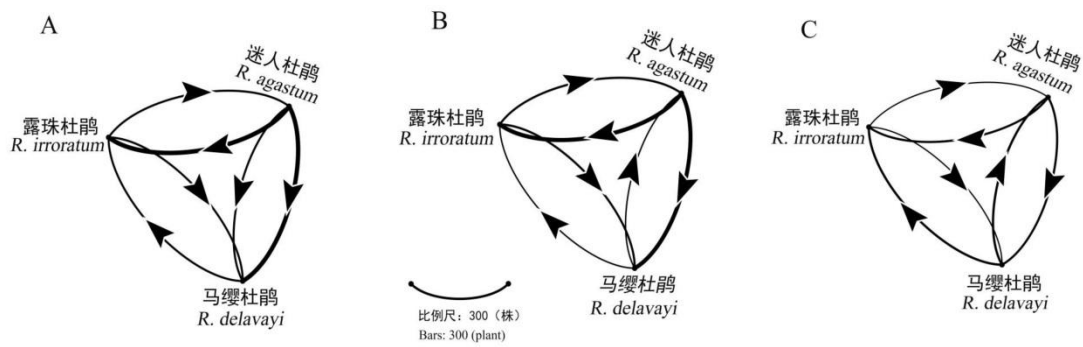 A
迷人杜鹃
R. agastum
露珠杜鹃
R. irroratum
马缨杜鹃
R. delavayi
B
迷人杜鹃
R. agastum
露珠杜鹃
R. irroratum
马缨杜鹃
R. delavayi
比例尺：300（株）
Bars: 300 (plant)
C
迷人杜鹃
R. agastum
露珠杜鹃
R. irroratum
马缨杜鹃
R. delavayi